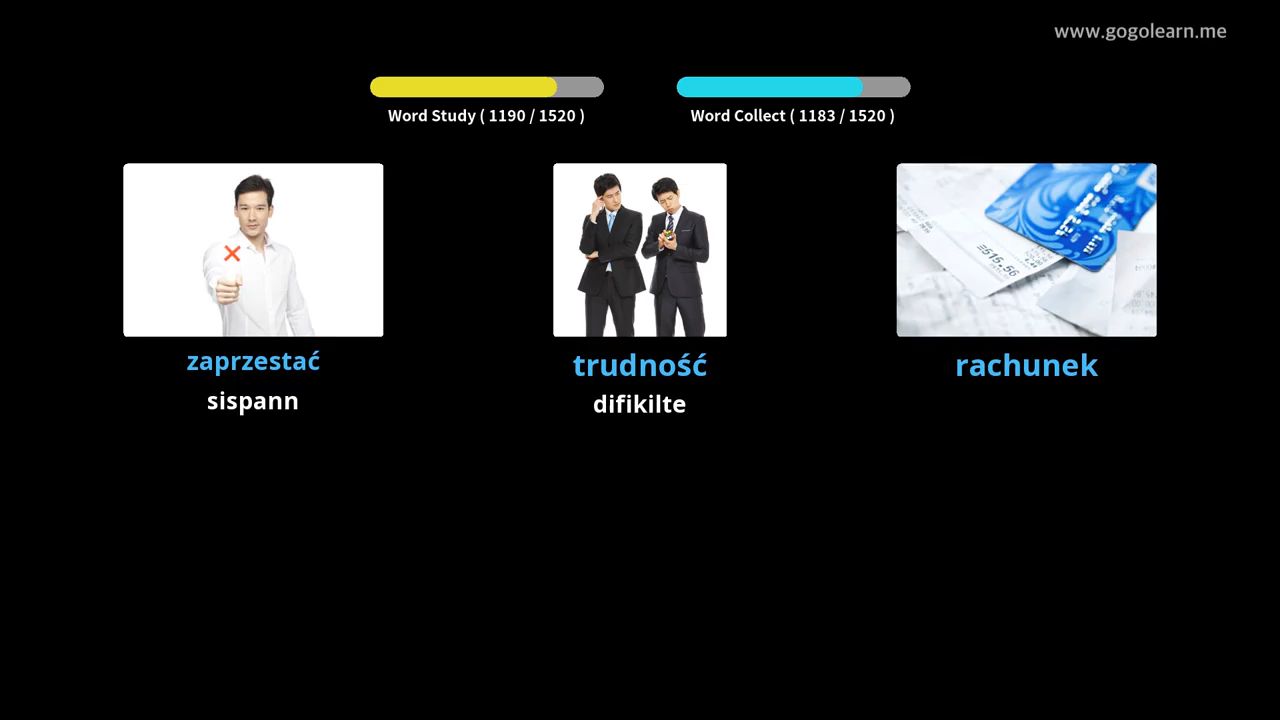 www.gogolearn.me
Word Study ( 1190 / 1520 )
Word Collect ( 1183 / 1520 )
zaprzestać
trudność
rachunek
sispann
difikilte